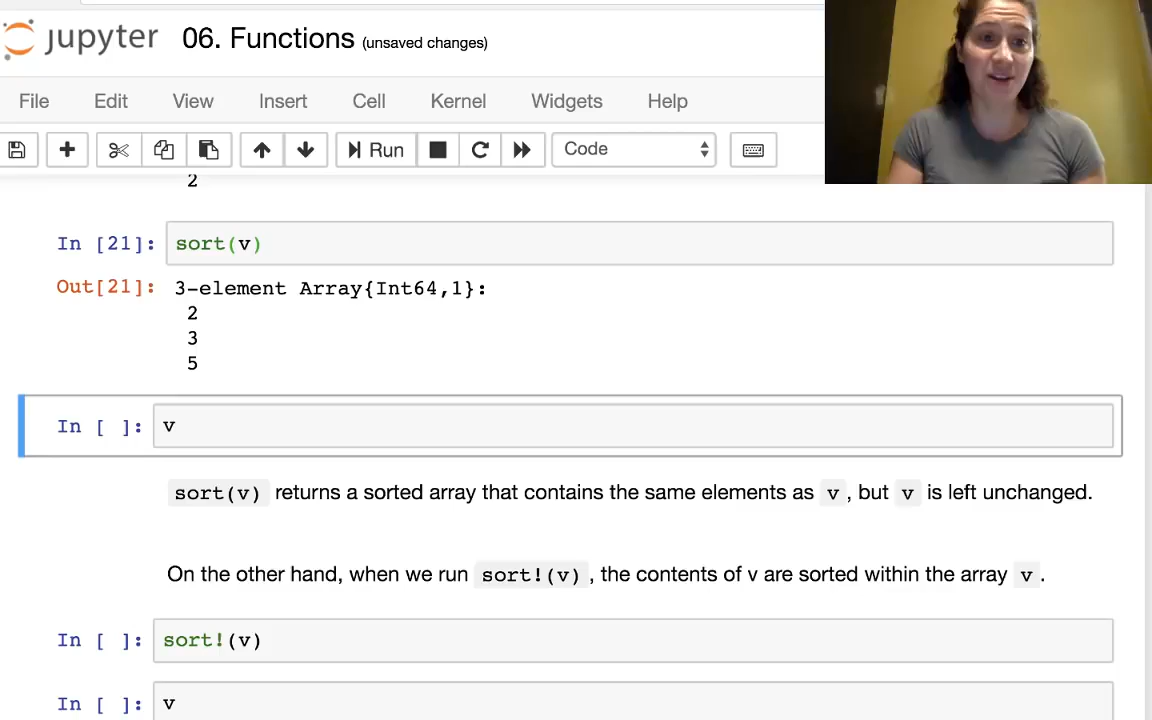 jupyter 06. Functions (unsaved changes)
File Edit View Insert Cell Kernel Widgets Help
Run Code
2
In [21]: sort(v)
Out[21]: 3-element Array{Int64,1}:
2
3
5
In [ ]: v
sort(v) returns a sorted array that contains the same elements as v , but v is left unchanged.
On the other hand, when we run sort!(v) , the contents of v are sorted within the array v .
In [ ]: sort!(v)
In [ ]: v